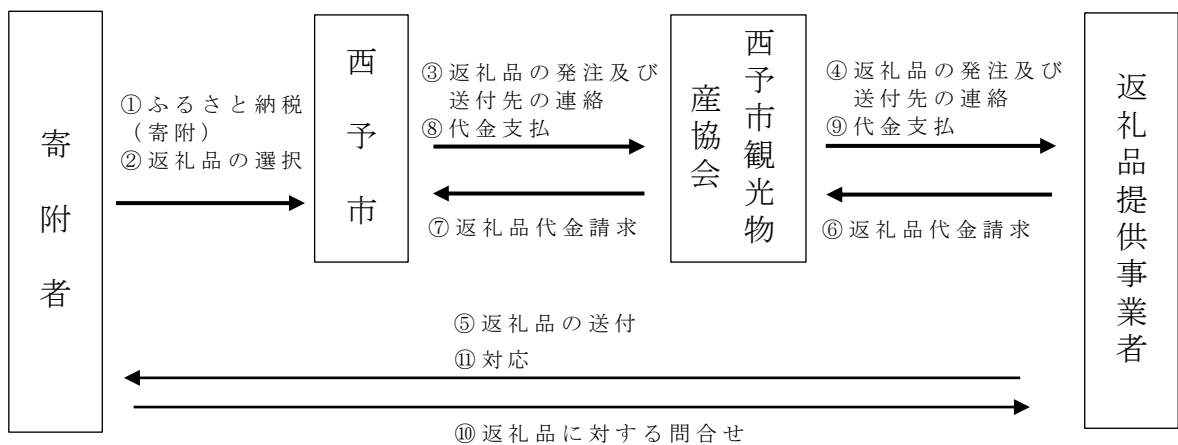 寄附者
①ふるさと納税
(寄附)
②返礼品の選択
西予市
③返礼品の発注及び
送付先の連絡
⑧代金支払
⑦返礼品代金請求
西予市観光物
産協会
④返礼品の発注及び
送付先の連絡
⑨代金支払
⑥返礼品代金請求
返礼品提供事業者
⑤返礼品の送付
⑪対応
⑩返礼品に対する問合せ